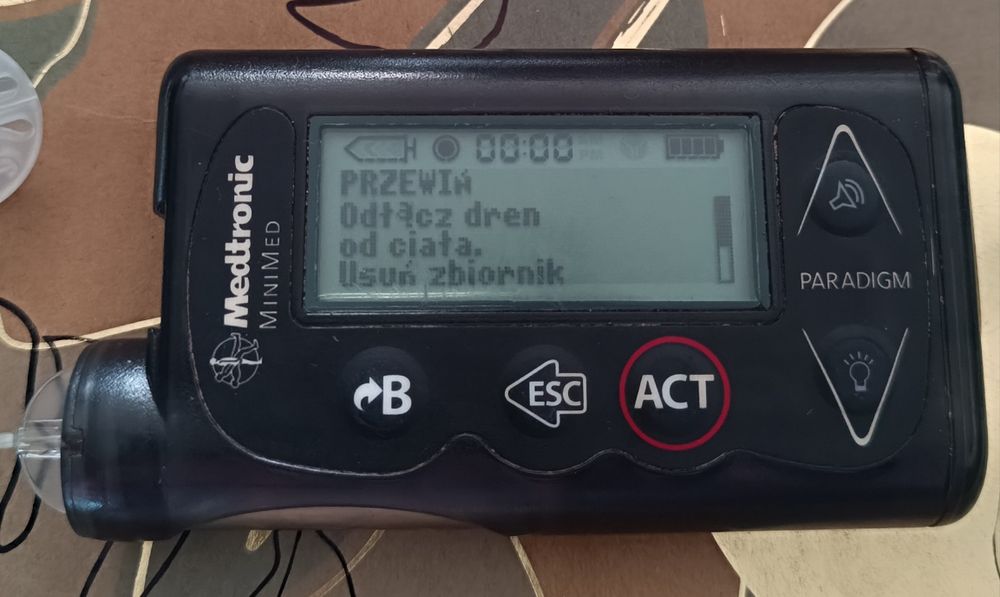 Medtronic
MINIMED
00:00
PRZEWIŃ
Odłącz dren
od ciała.
Usuń zbiornik
PARADIGM
B
ESC
ACT